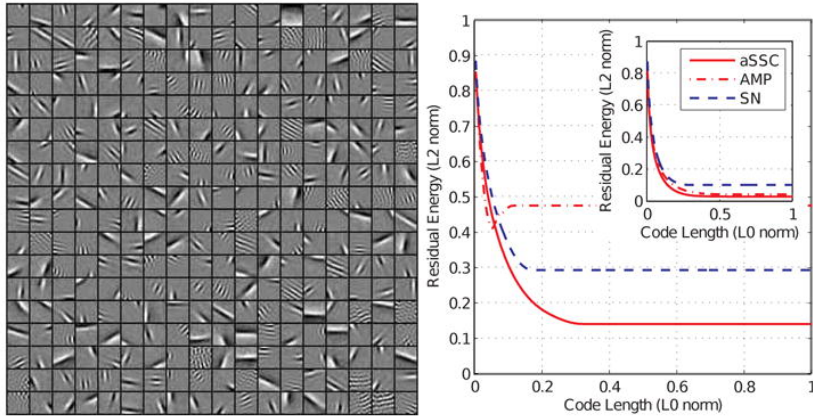 1
0.9
0.8
0.7
0.6
0.5
0.4
0.3
0.2
0.1
0
0 0.2 0.4 0.6 0.8 1
Residual Energy (L2 norm)
Code Length (L0 norm)
1
0.8
0.6
0.4
0.2
0
0 0.5 1
Residual Energy (L2 norm)
Code Length (L0 norm)
aSSC
AMP
SN